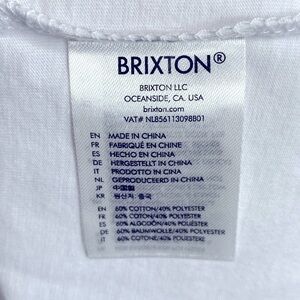 BRIXTON®
BRIXTON LLC
OCEANSIDE, CA. USA
brixton.com
VAT# NL856113098B01
EN MADE IN CHINA
FR FABRIQUÉ EN CHINE
ES HECHO EN CHINA
DE HERGESTELLT IN CHINA
IT PRODOTTO IN CINA
NL GEPRODUCEERD IN CHINA
JP 中国製
KR 원산지: 중국
EN 60% COTTON/40% POLYESTER
FR 60% COTON/40% POLYESTER
ES 60% ALGODÓN/40% POLIÉSTER
DE 60% BAUMWOLLE/40% POLYESTER
IT 60% COTONE/40% POLIESTERE